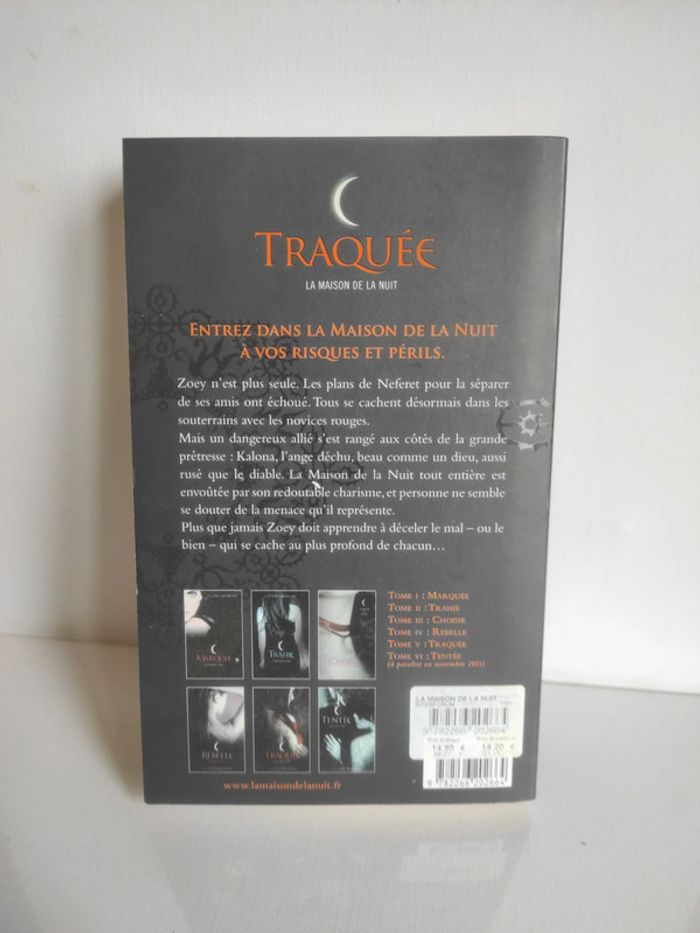 TRAQUÉE
LA MAISON DE LA NUIT
ENTREZ DANS LA MAISON DE LA NUIT
À VOS RISQUES ET PÉRILS.
Zoey n'est plus seule. Les plans de Neferet pour la séparer
de ses amis ont échoué. Tous se cachent désormais dans les
souterrains avec les novices rouges.
Mais un dangereux allié s'est rangé aux côtés de la grande
prêtresse : Kalona, l'ange déchu, beau comme un dieu, aussi
rusé que le diable. La Maison de la Nuit tout entière est
envoûtée par son redoutable charisme, et personne ne semble
se douter de la menace qu'il représente.
Plus que jamais Zoey doit apprendre à déceler le mal – ou le
bien – qui se cache au plus profond de chacun…
MARQUÉE
TRAHIE
CHOISIE
REBELLE
TRAQUÉE
TENTÉE
TOME I : MARQUÉE
TOME II : TRAHIE
TOME III : CHOISIE
TOME IV : REBELLE
TOME V : TRAQUÉE
TOME VI : TENTÉE
(à paraître en novembre 2011)
LA MAISON DE LA NUIT
9782266202664
14,95 €
14,20 €
9 782266 202664
www.lamaisondelanuit.fr